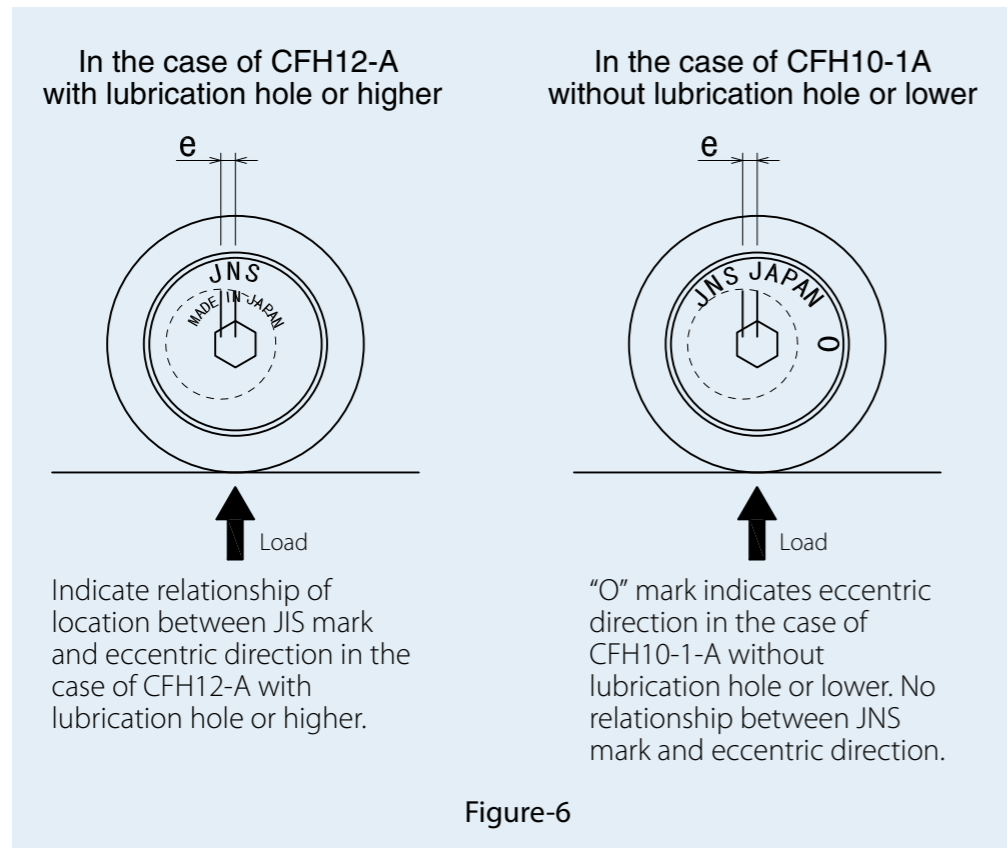 In the case of CFH12-A
with lubrication hole or higher
e
JNS
MADE IN JAPAN
Load
Indicate relationship of
location between JIS mark
and eccentric direction in the
case of CFH12-A with
lubrication hole or higher.
In the case of CFH10-1A
without lubrication hole or lower
e
JNS JAPAN
O
Load
“O” mark indicates eccentric
direction in the case of
CFH10-1-A without
lubrication hole or lower. No
relationship between JNS
mark and eccentric direction.
Figure-6